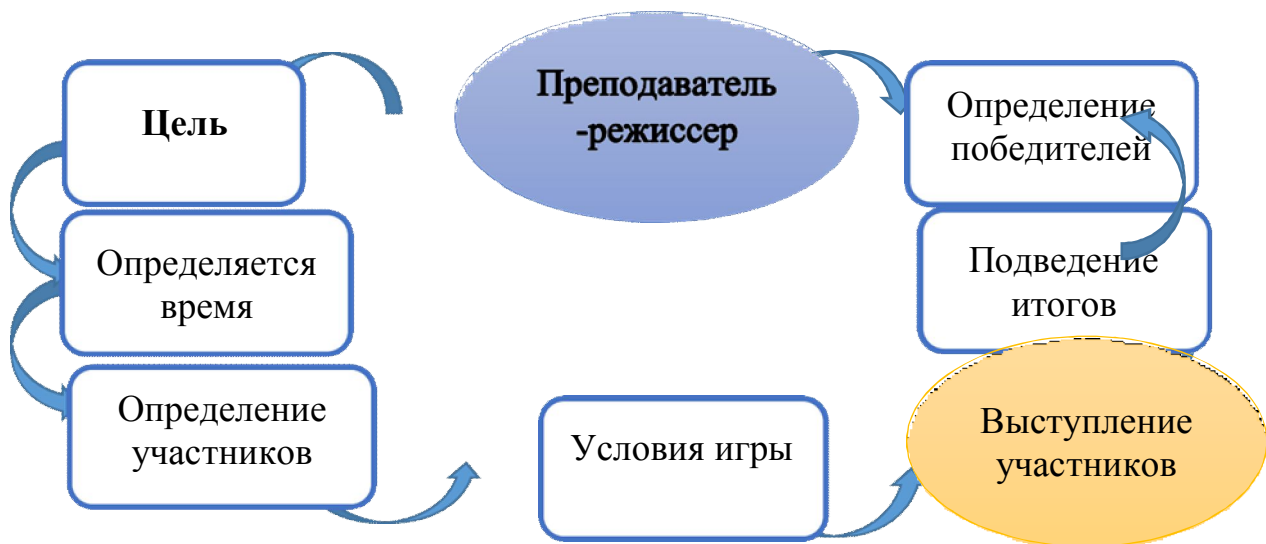 Преподаватель
-режиссер
Цель
Определение
победителей
Определяется
время
Подведение
итогов
Определение
участников
Условия игры
Выступление
участников